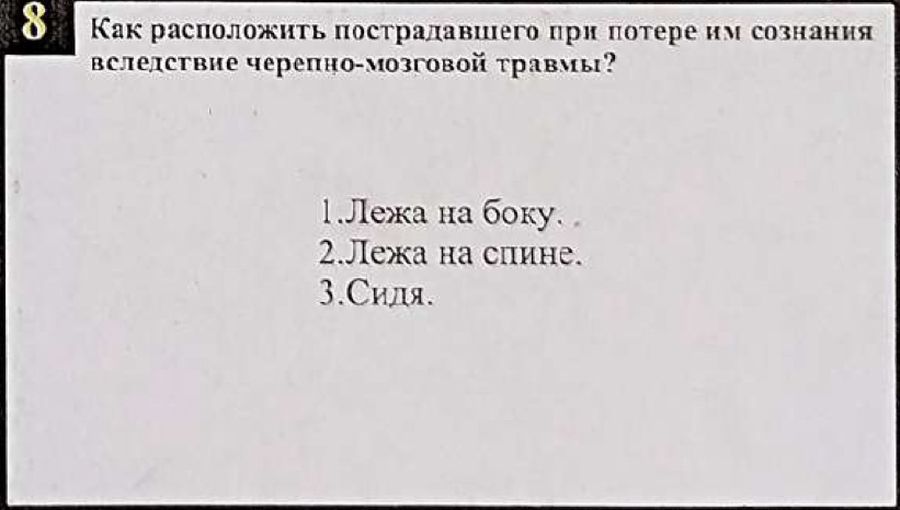 8
Как расположить пострадавшего при потере им сознания
вследствие черепно-мозговой травмы?
1.Лежа на боку.
2.Лежа на спине.
3.Сидя.